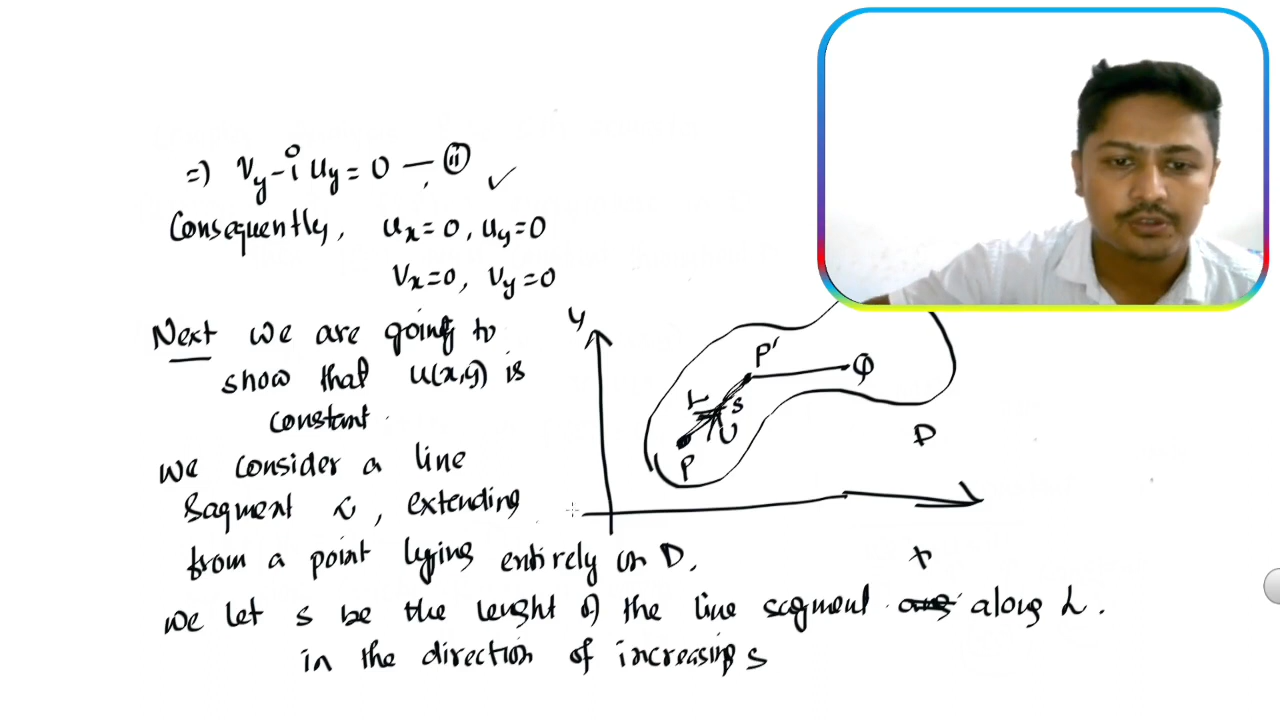 =) Vy - i uy = 0 — (ii) ✓
Consequently, ux = 0, uy = 0
Vx = 0, Vy = 0
Next we are going to
show that u(x,y) is
constant.
we consider a line
Sagment L, extending
from a point lying entirely in D.
we let s be the lenght of the line segment along L.
in the direction of increasing s
y
P'
Q
L
s
U
P
D
x